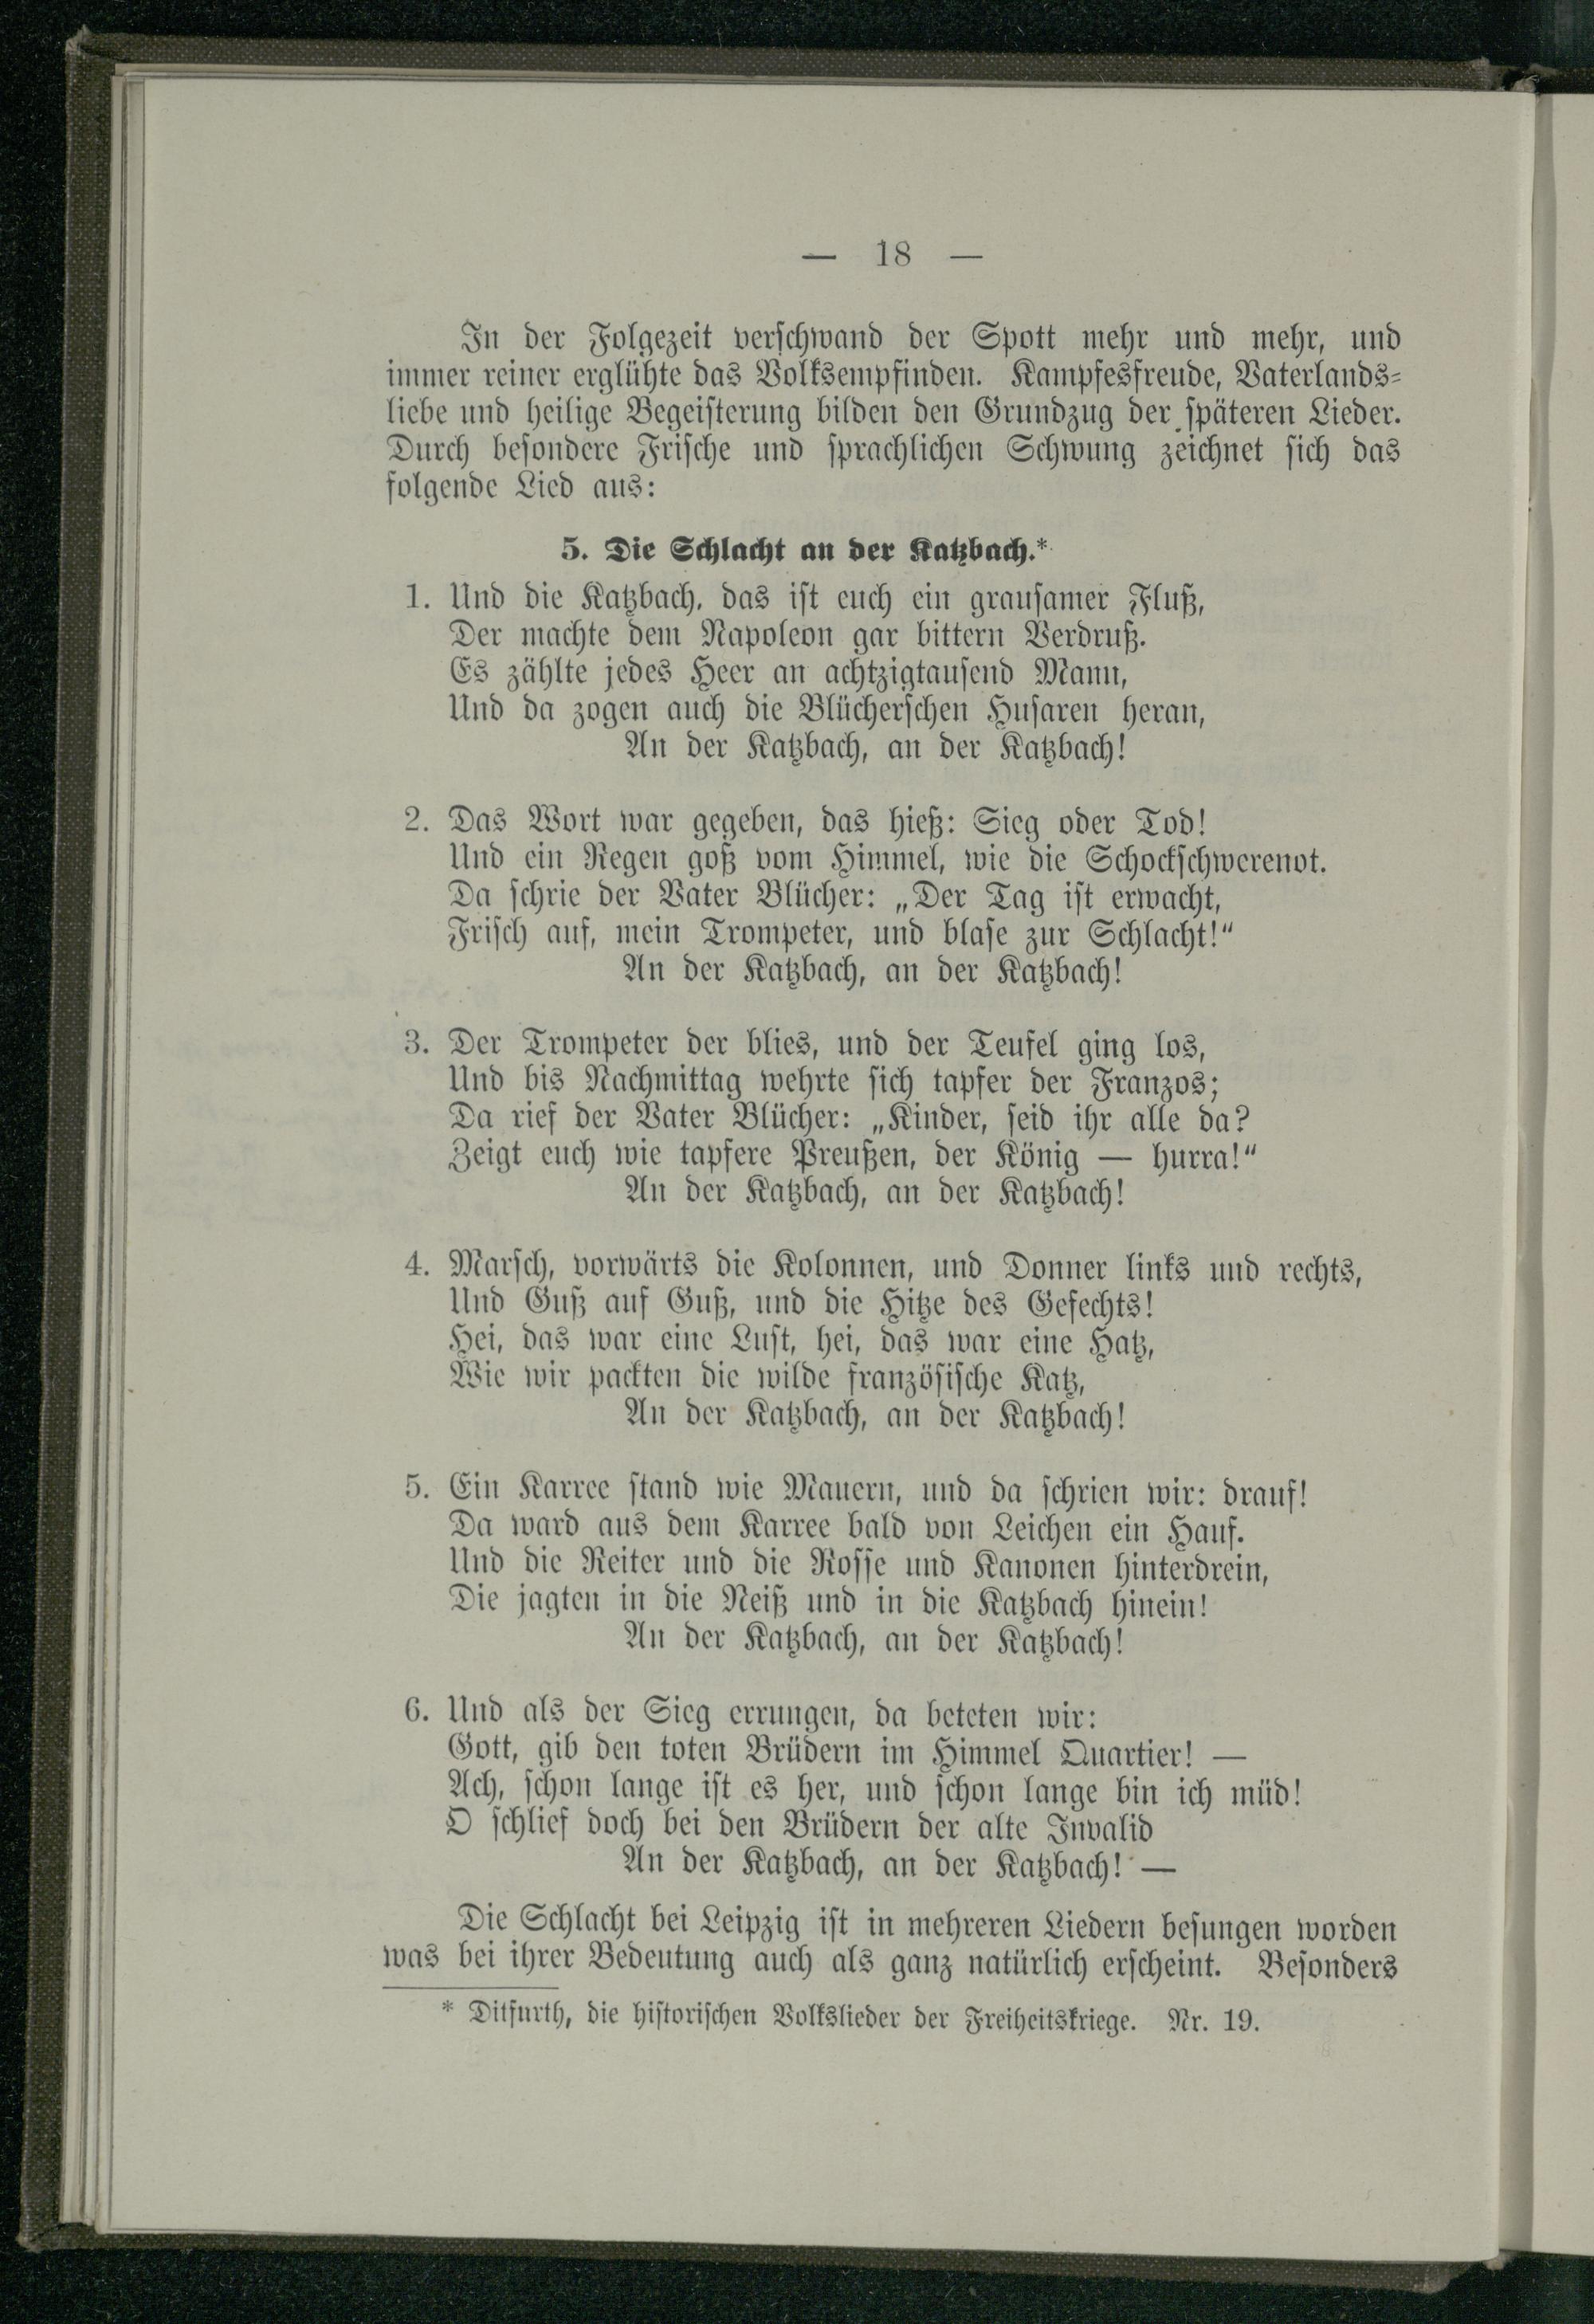 — 18 —
In der Folgezeit verschwand der Spott mehr und mehr, und
immer reiner erglühte das Volksempfinden. Kampfesfreude, Vaterlands-
liebe und heilige Begeisterung bilden den Grundzug der späteren Lieder.
Durch besondere Frische und sprachlichen Schwung zeichnet sich das
folgende Lied aus:
5. Die Schlacht an der Katzbach.*
1. Und die Katzbach, das ist euch ein grausamer Fluß,
Der machte dem Napoleon gar bittern Verdruß.
Es zählte jedes Heer an achtzigtausend Mann,
Und da zogen auch die Blücherschen Husaren heran,
An der Katzbach, an der Katzbach!
2. Das Wort war gegeben, das hieß: Sieg oder Tod!
Und ein Regen goß vom Himmel, wie die Schockschwerenot.
Da schrie der Vater Blücher: „Der Tag ist erwacht,
Frisch auf, mein Trompeter, und blase zur Schlacht!“
An der Katzbach, an der Katzbach!
3. Der Trompeter der blies, und der Teufel ging los,
Und bis Nachmittag wehrte sich tapfer der Franzos;
Da rief der Vater Blücher: „Kinder, seid ihr alle da?
Zeigt euch wie tapfere Preußen, der König — hurra!“
An der Katzbach, an der Katzbach!
4. Marsch, vorwärts die Kolonnen, und Donner links und rechts,
Und Guß auf Guß, und die Hitze des Gefechts!
Hei, das war eine Lust, hei, das war eine Hatz,
Wie wir packten die wilde französische Katz,
An der Katzbach, an der Katzbach!
5. Ein Karree stand wie Mauern, und da schrien wir: drauf!
Da ward aus dem Karree bald von Leichen ein Hauf.
Und die Reiter und die Rosse und Kanonen hinterdrein,
Die jagten in die Neiß und in die Katzbach hinein!
An der Katzbach, an der Katzbach!
6. Und als der Sieg errungen, da beteten wir:
Gott, gib den toten Brüdern im Himmel Quartier! —
Ach, schon lange ist es her, und schon lange bin ich müd!
O schlief doch bei den Brüdern der alte Invalid
An der Katzbach, an der Katzbach! —
Die Schlacht bei Leipzig ist in mehreren Liedern besungen worden
was bei ihrer Bedeutung auch als ganz natürlich erscheint. Besonders
* Ditfurth, die historischen Volkslieder der Freiheitskriege. Nr. 19.